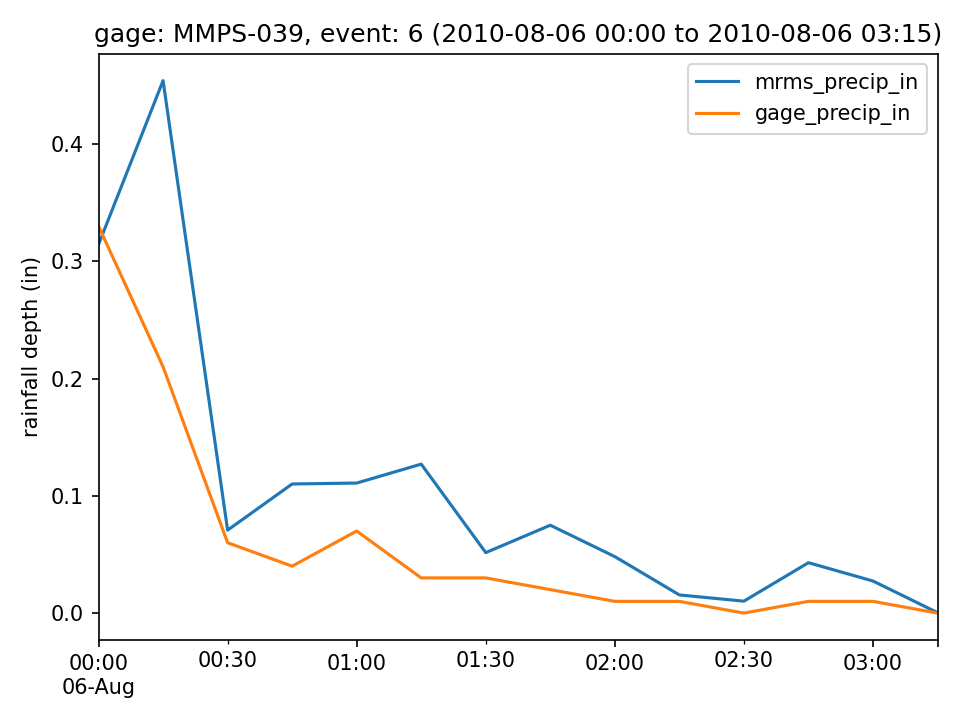 gage: MMPS-039, event: 6 (2010-08-06 00:00 to 2010-08-06 03:15)
mrms_precip_in
gage_precip_in
rainfall depth (in)
0.4
0.3
0.2
0.1
0.0
00:00
00:30
01:00
01:30
02:00
02:30
03:00
06-Aug